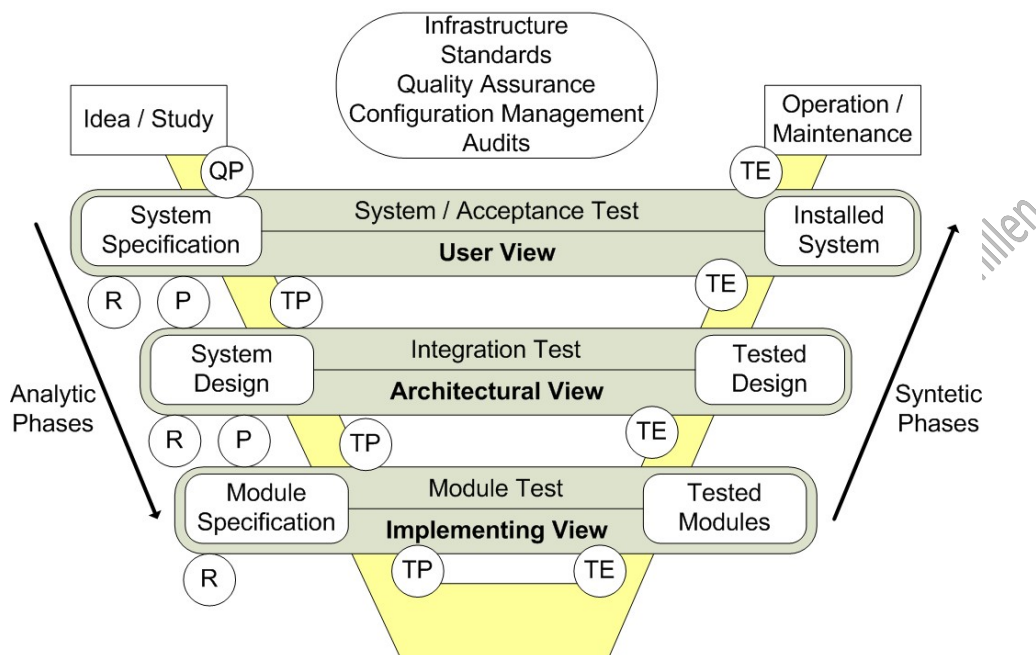 Infrastructure
Standards
Quality Assurance
Configuration Management
Audits
Idea / Study
Operation /
Maintenance
QP
TE
System
Specification
System / Acceptance Test
User View
Installed
System
R
P
TP
TE
System
Design
Integration Test
Architectural View
Tested
Design
Analytic
Phases
Syntetic
Phases
R
P
TP
TE
Module
Specification
Module Test
Implementing View
Tested
Modules
R
TP
TE